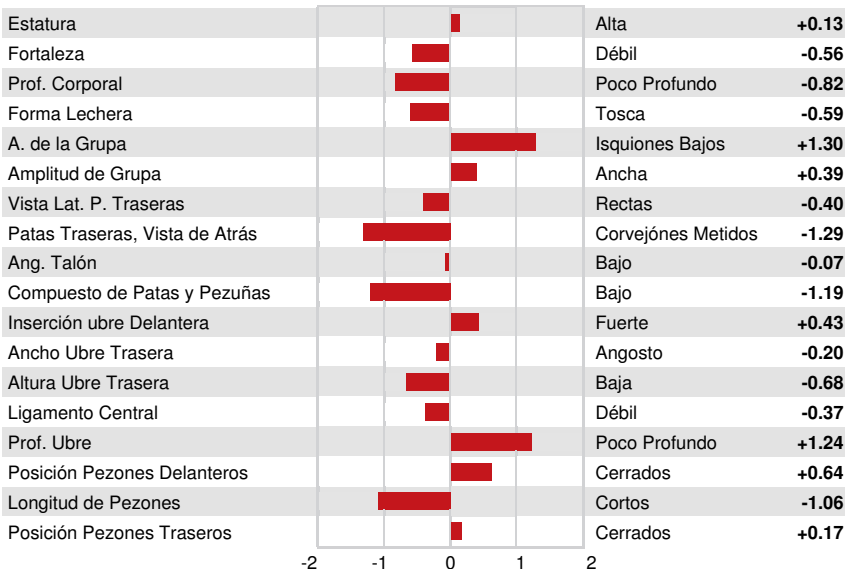 Estatura Alta +0.13
Fortaleza Débil -0.56
Prof. Corporal Poco Profundo -0.82
Forma Lechera Tosca -0.59
A. de la Grupa Isquiones Bajos +1.30
Amplitud de Grupa Ancha +0.39
Vista Lat. P. Traseras Rectas -0.40
Patas Traseras, Vista de Atrás Corvejónes Metidos -1.29
Ang. Talón Bajo -0.07
Compuesto de Patas y Pezuñas Bajo -1.19
Inserción ubre Delantera Fuerte +0.43
Ancho Ubre Trasera Angosto -0.20
Altura Ubre Trasera Baja -0.68
Ligamento Central Débil -0.37
Prof. Ubre Poco Profundo +1.24
Posición Pezones Delanteros Cerrados +0.64
Longitud de Pezones Cortos -1.06
Posición Pezones Traseros Cerrados +0.17
-2 -1 0 1 2